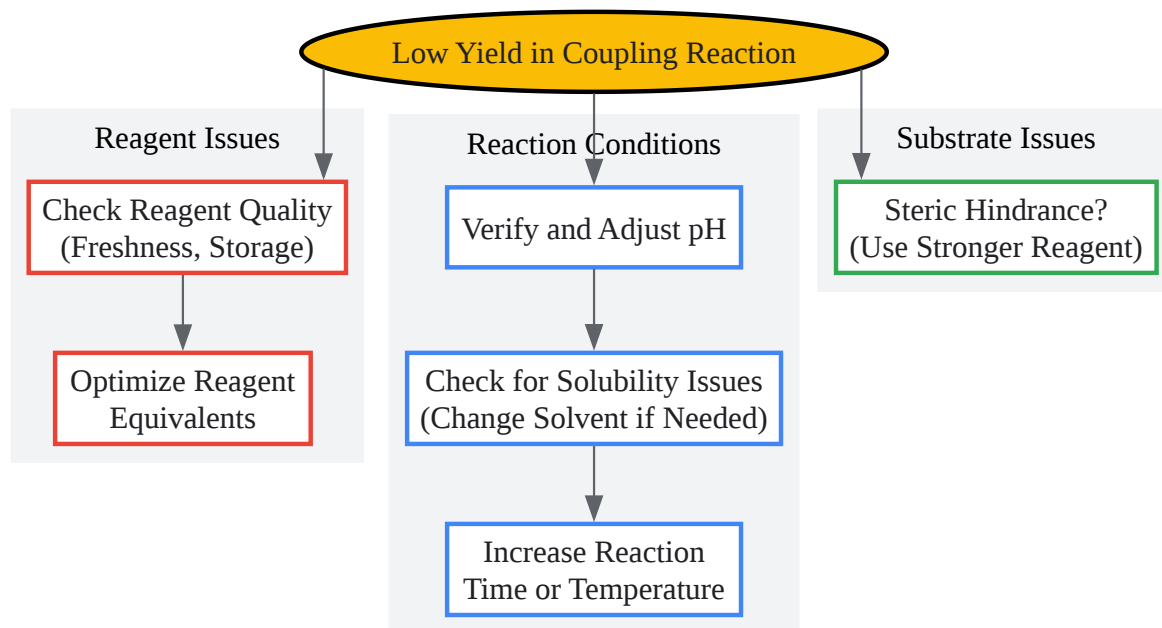 Low Yield in Coupling Reaction
Reagent Issues
Check Reagent Quality
(Freshness, Storage)
Optimize Reagent
Equivalents
Reaction Conditions
Verify and Adjust pH
Check for Solubility Issues
(Change Solvent if Needed)
Increase Reaction
Time or Temperature
Substrate Issues
Steric Hindrance?
(Use Stronger Reagent)